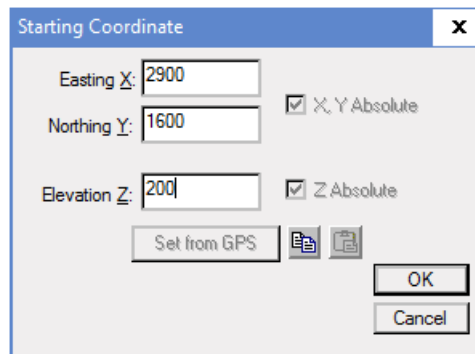 Starting Coordinate x
Easting X: 2900
X, Y Absolute
Northing Y: 1600
Elevation Z: 200 Z Absolute
Set from GPS
OK
Cancel